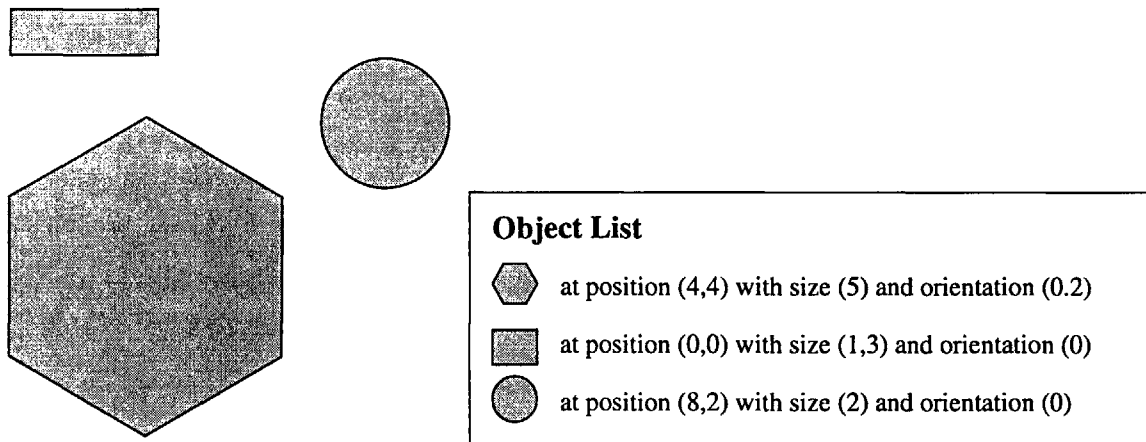 Object List
at position (4,4) with size (5) and orientation (0.2)
at position (0,0) with size (1,3) and orientation (0)
at position (8,2) with size (2) and orientation (0)